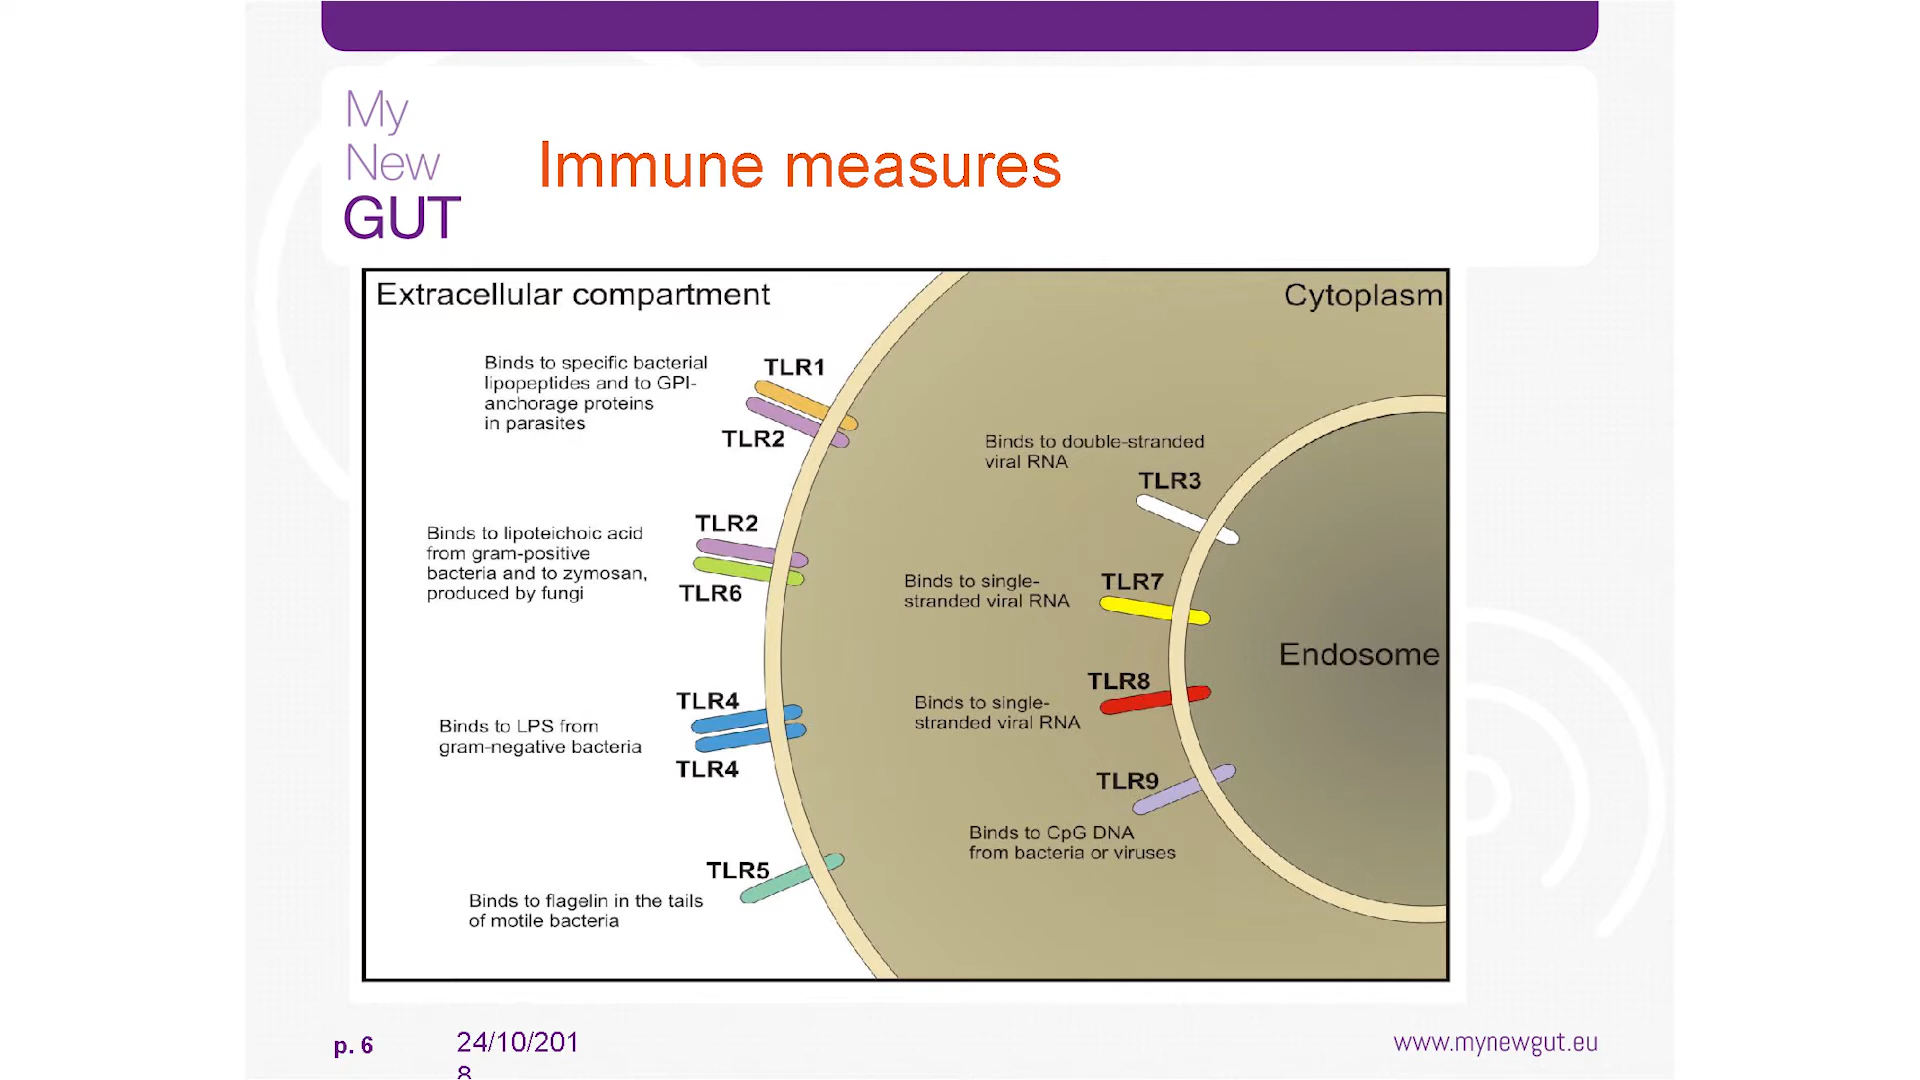 My
New
GUT
Immune measures
Extracellular compartment
Cytoplasm
Binds to specific bacterial
lipopeptides and to GPI-
anchorage proteins
in parasites
TLR1
TLR2
Binds to double-stranded
viral RNA
TLR3
Binds to lipoteichoic acid
from gram-positive
bacteria and to zymosan,
produced by fungi
TLR2
TLR6
Binds to single-
stranded viral RNA
TLR7
Endosome
Binds to LPS from
gram-negative bacteria
TLR4
TLR4
Binds to single-
stranded viral RNA
TLR8
TLR9
Binds to CpG DNA
from bacteria or viruses
TLR5
Binds to flagelin in the tails
of motile bacteria
p. 6
24/10/201
8
www.mynewgut.eu